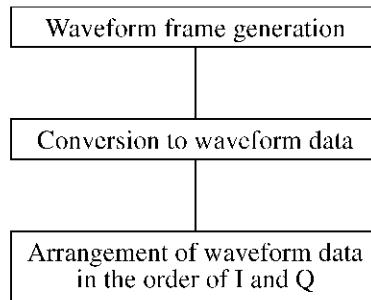 Waveform frame generation
Conversion to waveform data
Arrangement of waveform data
in the order of I and Q